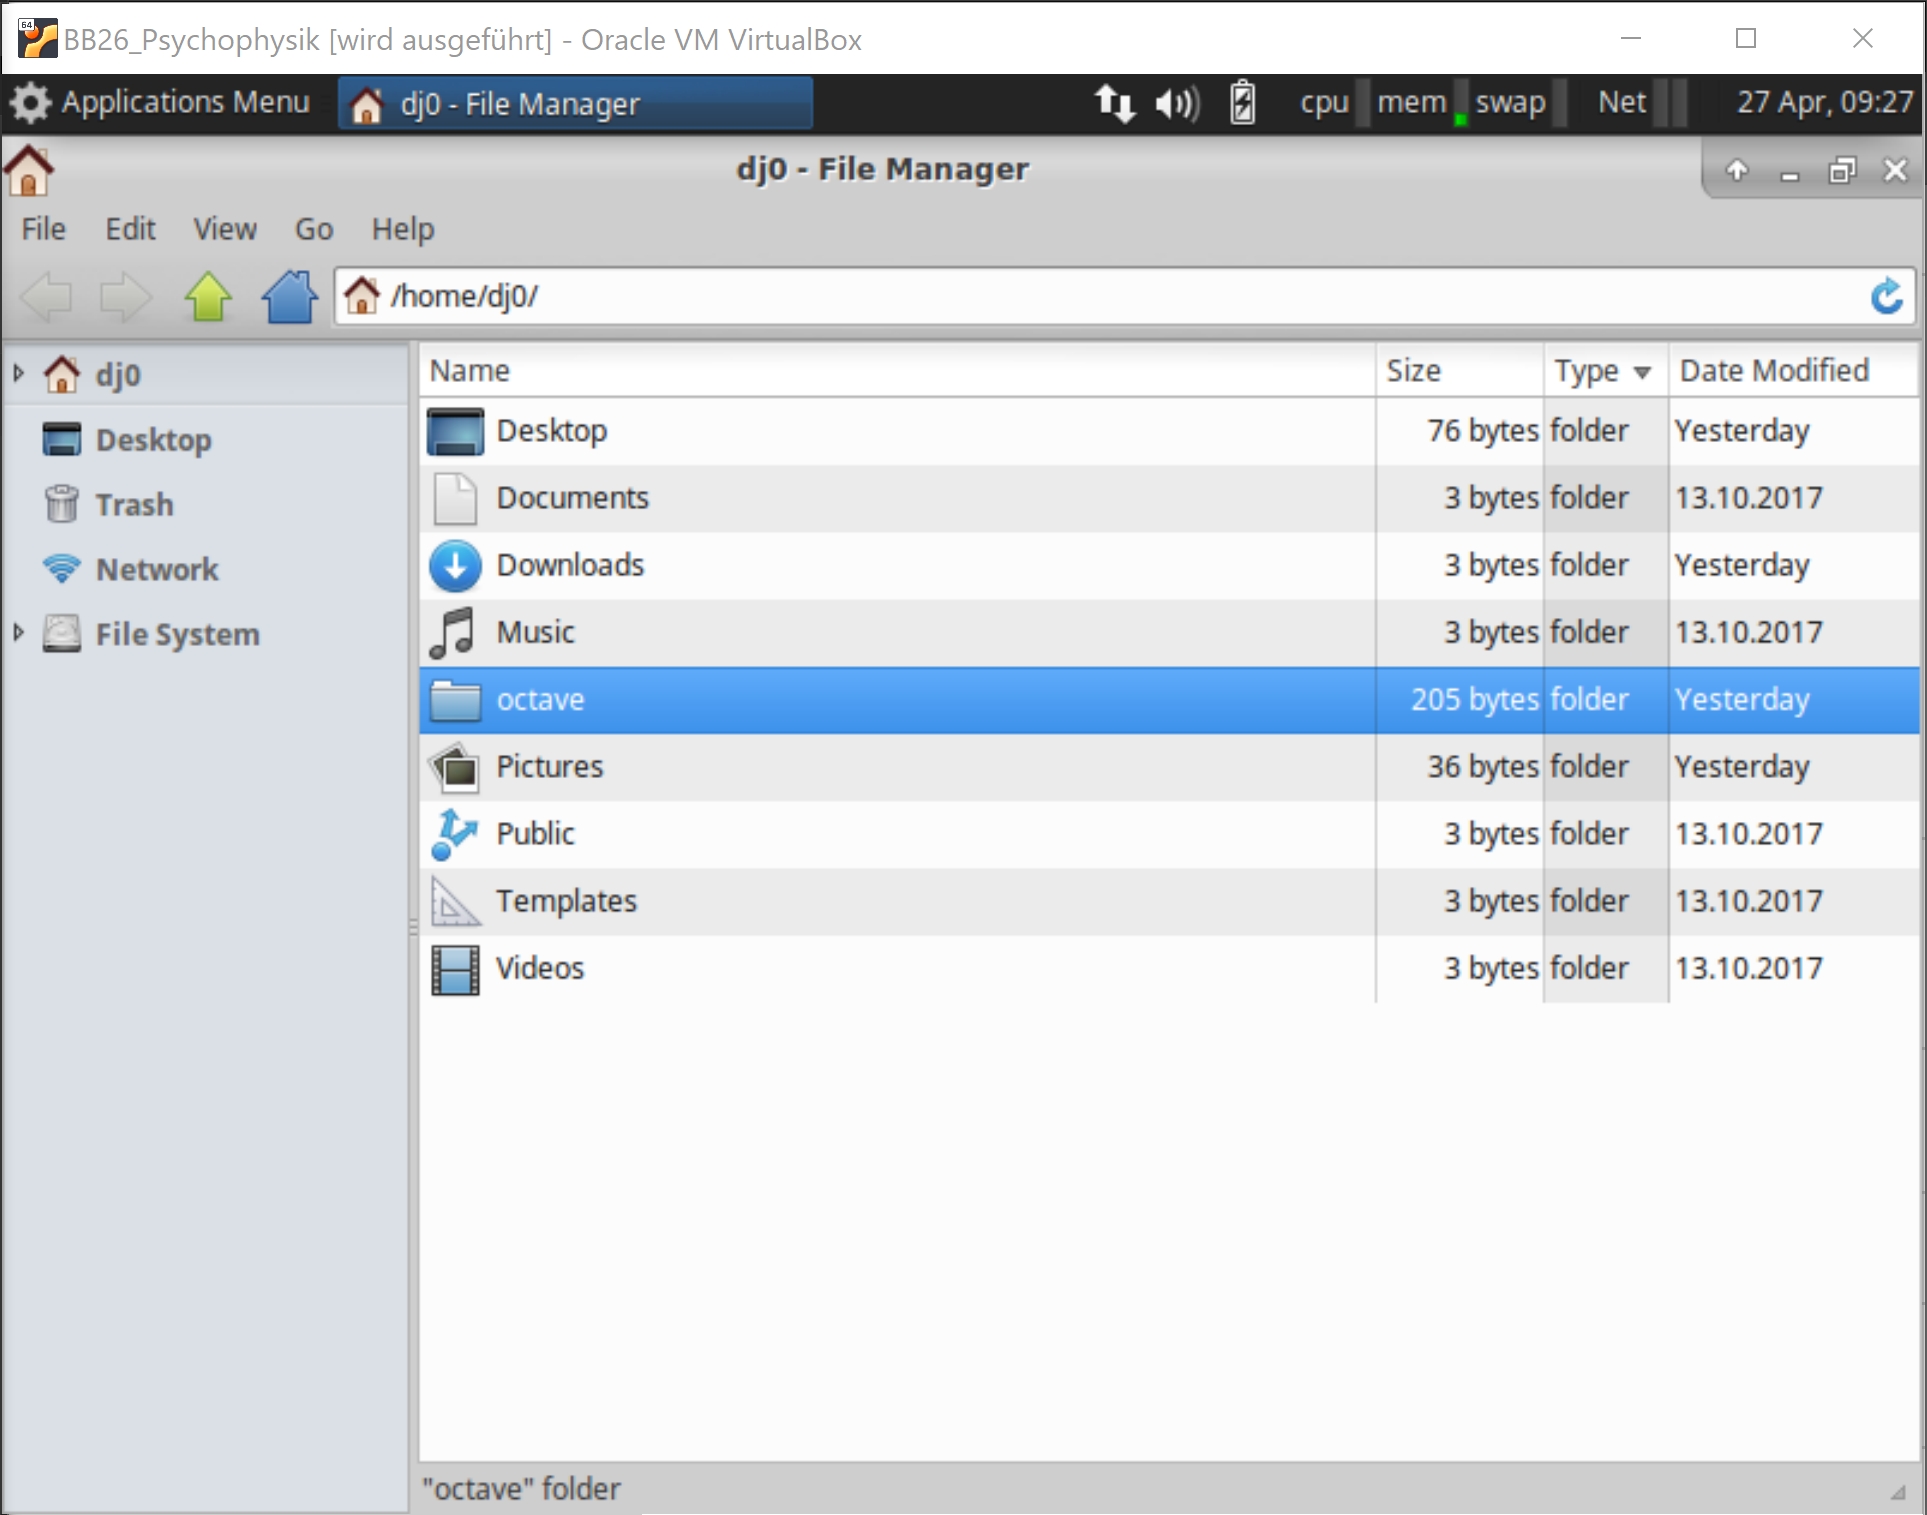 64
BB26_Psychophysik [wird ausgeführt] - Oracle VM VirtualBox
Applications Menu dj0 - File Manager cpu mem swap Net 27 Apr, 09:27
dj0 - File Manager
File Edit View Go Help
/home/dj0/
dj0
Desktop
Trash
Network
File System
Name Size Type Date Modified
Desktop 76 bytes folder Yesterday
Documents 3 bytes folder 13.10.2017
Downloads 3 bytes folder Yesterday
Music 3 bytes folder 13.10.2017
octave 205 bytes folder Yesterday
Pictures 36 bytes folder Yesterday
Public 3 bytes folder 13.10.2017
Templates 3 bytes folder 13.10.2017
Videos 3 bytes folder 13.10.2017
"octave" folder